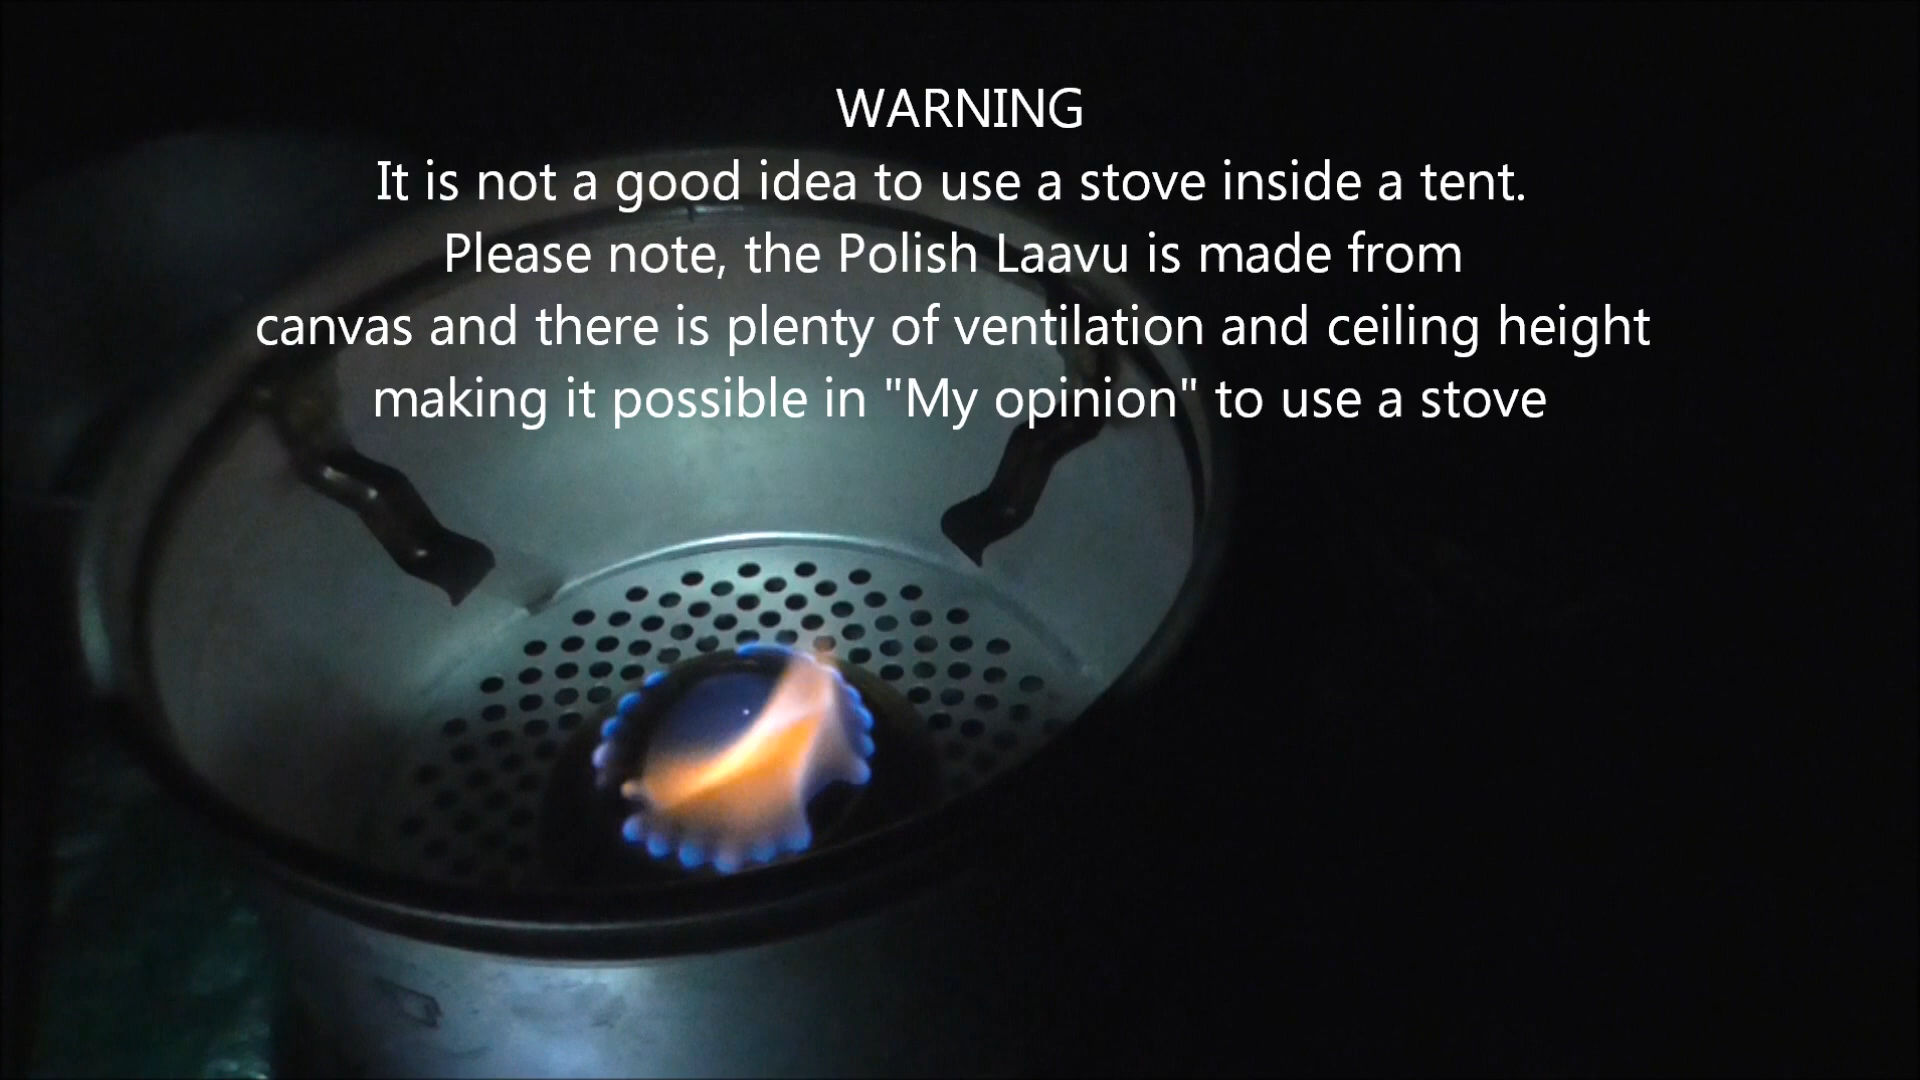 WARNING
It is not a good idea to use a stove inside a tent.
Please note, the Polish Laavu is made from
canvas and there is plenty of ventilation and ceiling height
making it possible in "My opinion" to use a stove